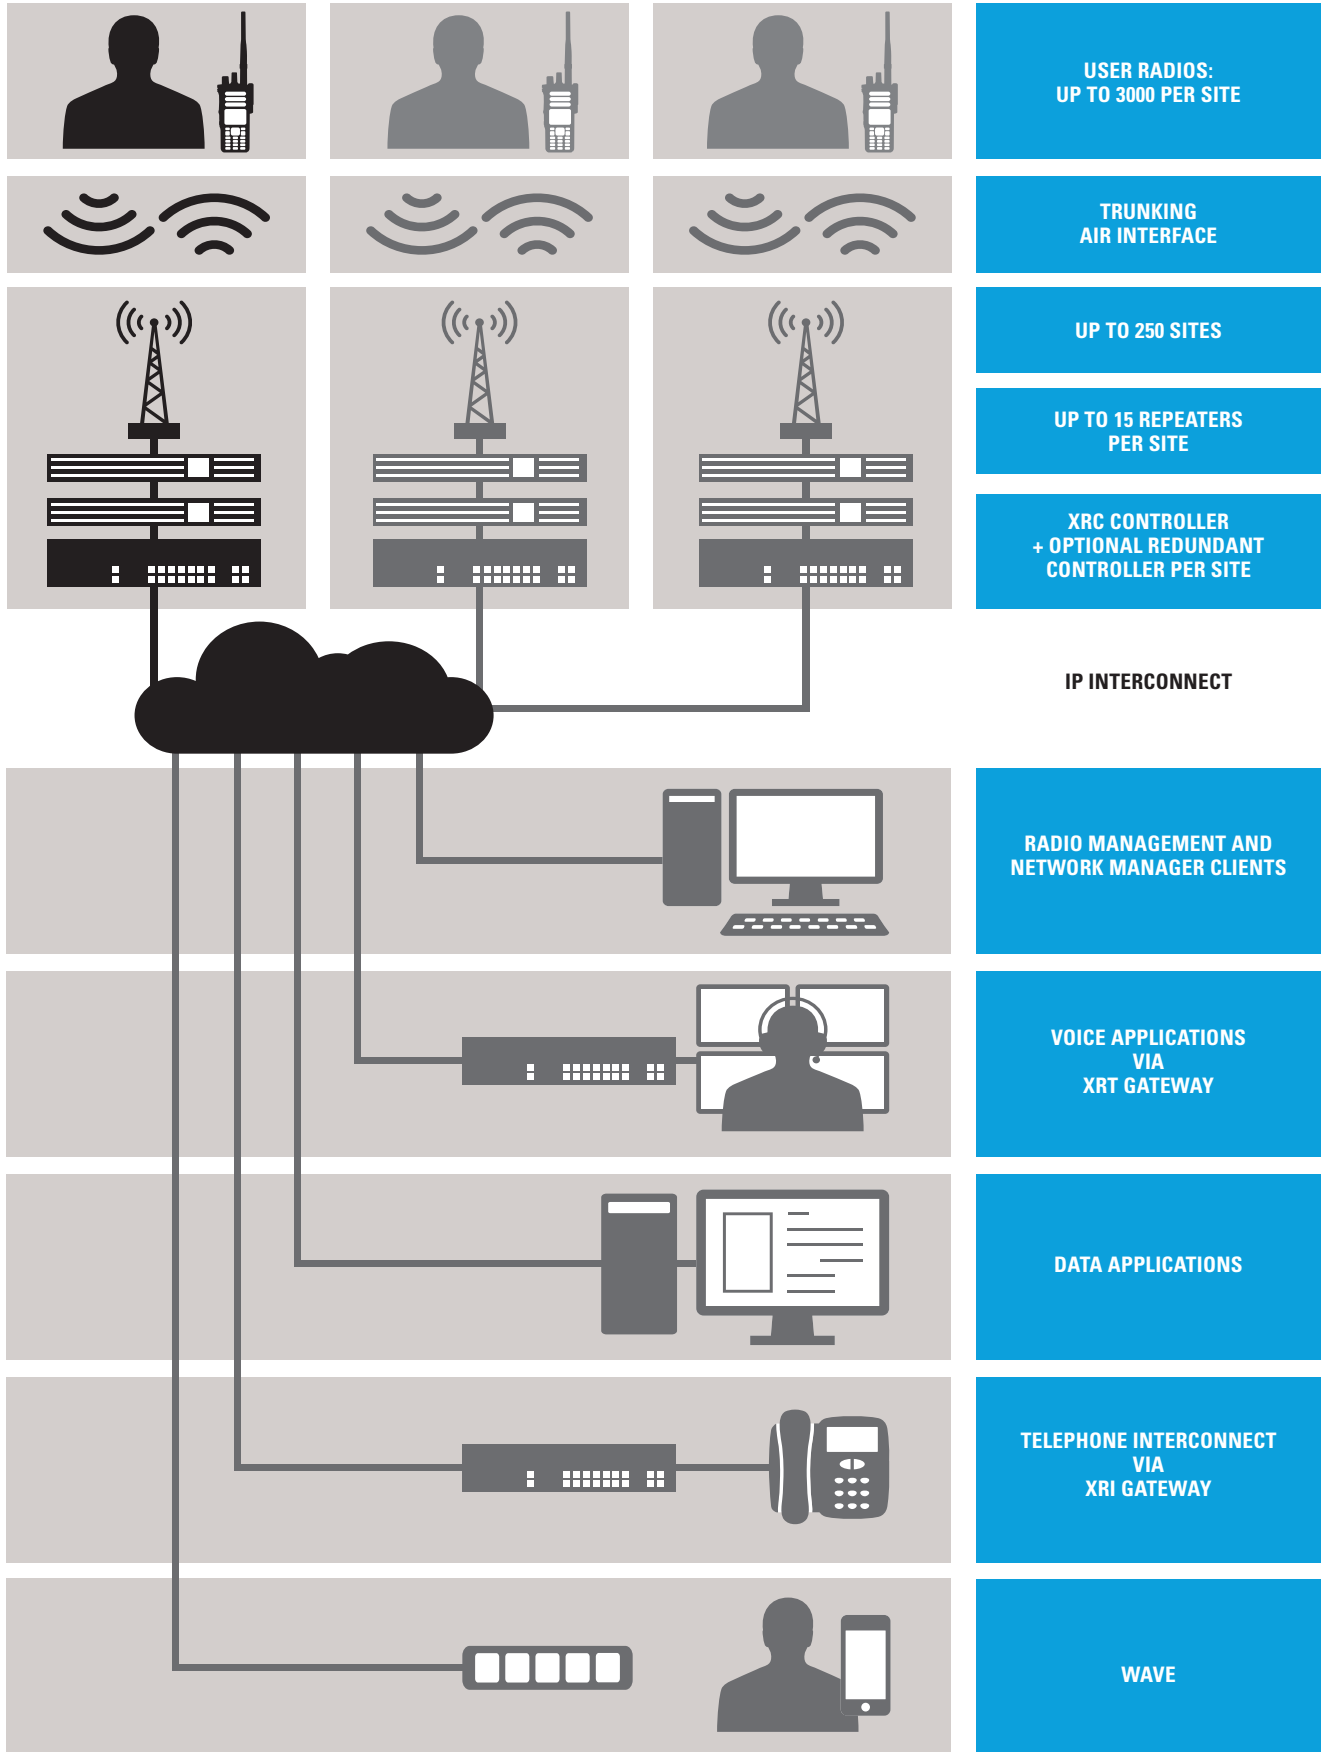 USER RADIOS:
UP TO 3000 PER SITE
TRUNKING
AIR INTERFACE
UP TO 250 SITES
UP TO 15 REPEATERS
PER SITE
XRC CONTROLLER
+ OPTIONAL REDUNDANT
CONTROLLER PER SITE
IP INTERCONNECT
RADIO MANAGEMENT AND
NETWORK MANAGER CLIENTS
VOICE APPLICATIONS
VIA
XRT GATEWAY
DATA APPLICATIONS
TELEPHONE INTERCONNECT
VIA
XRI GATEWAY
WAVE